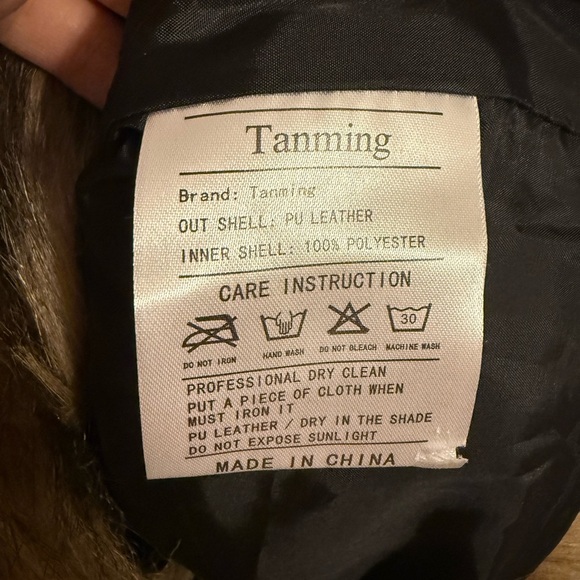 Tanming
Brand: Tanming
OUT SHELL: PU LEATHER
INNER SHELL: 100% POLYESTER
CARE INSTRUCTION
30
DO NOT IRON HAND WASH DO NOT BLEACH MACHINE WASH
PROFESSIONAL DRY CLEAN
PUT A PIECE OF CLOTH WHEN
MUST IRON IT
PU LEATHER / DRY IN THE SHADE
DO NOT EXPOSE SUNLIGHT
MADE IN CHINA